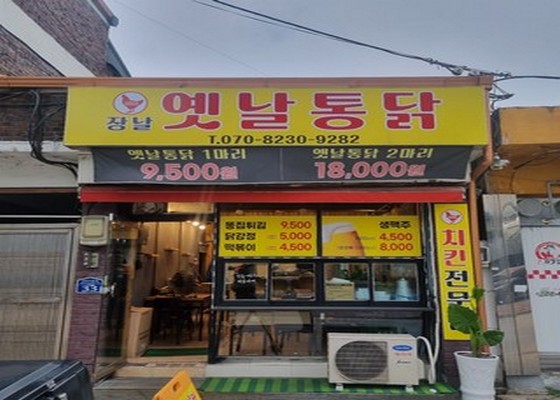 장날 옛날통닭
T.070-8230-9282
옛날통닭 1마리 옛날통닭 2마리
9,500원 18,000원
똥집튀김 9,500
닭강정 5,000
떡볶이 4,500
생맥주
4,500
8,000
치킨전문
33